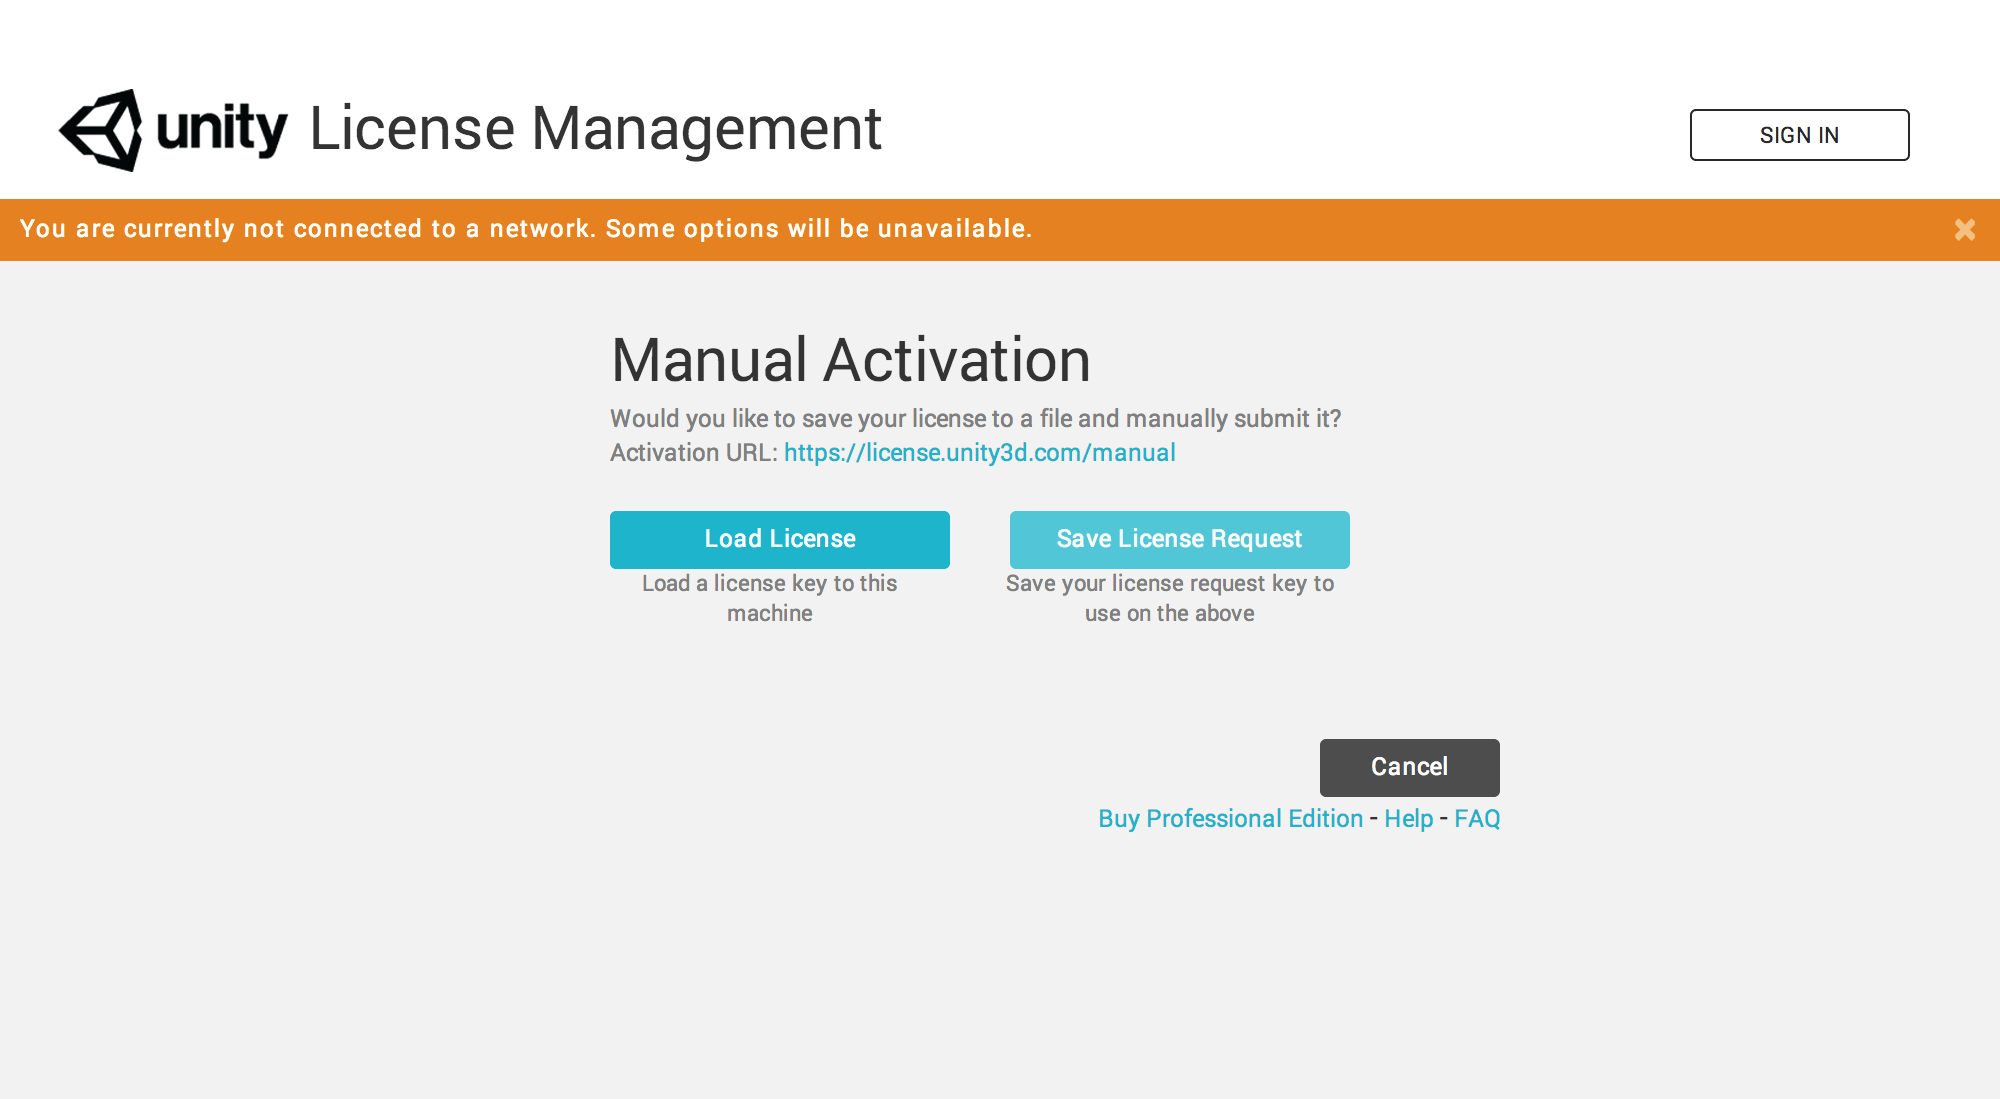 unity License Management
SIGN IN
You are currently not connected to a network. Some options will be unavailable.
Manual Activation
Would you like to save your license to a file and manually submit it?
Activation URL: https://license.unity3d.com/manual
Load License
Load a license key to this
machine
Save License Request
Save your license request key to
use on the above
Cancel
Buy Professional Edition - Help - FAQ